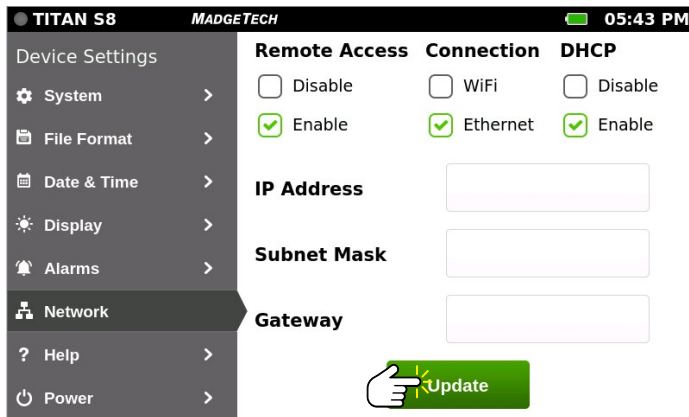 TITAN S8 MADGETECH 05:43 PM
Device Settings
System
File Format
Date & Time
Display
Alarms
Network
? Help
Power
Remote Access Connection DHCP
Disable WiFi Disable
Enable Ethernet Enable
IP Address
Subnet Mask
Gateway
Update